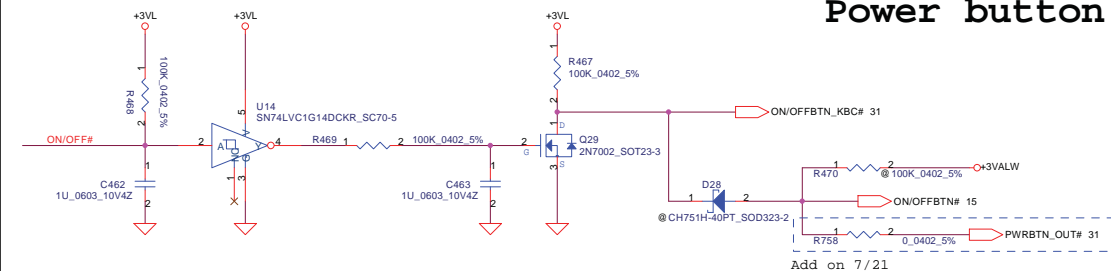 Power button
+3VL
+3VL
+3VL
1
R468
100K_0402_5%
2
ON/OFF#
1
C462
1U_0603_10V4Z
2
U14
SN74LVC1G14DCKR_SC70-5
5
V
2
A
Y
4
NC
G
1
3
R469
1
2
100K_0402_5%
1
C463
1U_0603_10V4Z
2
1
R467
100K_0402_5%
2
1
D
2
G
Q29
2N7002_SOT23-3
3
S
ON/OFFBTN_KBC# 31
D28
1
2
@CH751H-40PT_SOD323-2
1
2
R470
@100K_0402_5%
+3VALW
ON/OFFBTN# 15
1
2
R758
0_0402_5%
PWRBTN_OUT# 31
Add on 7/21